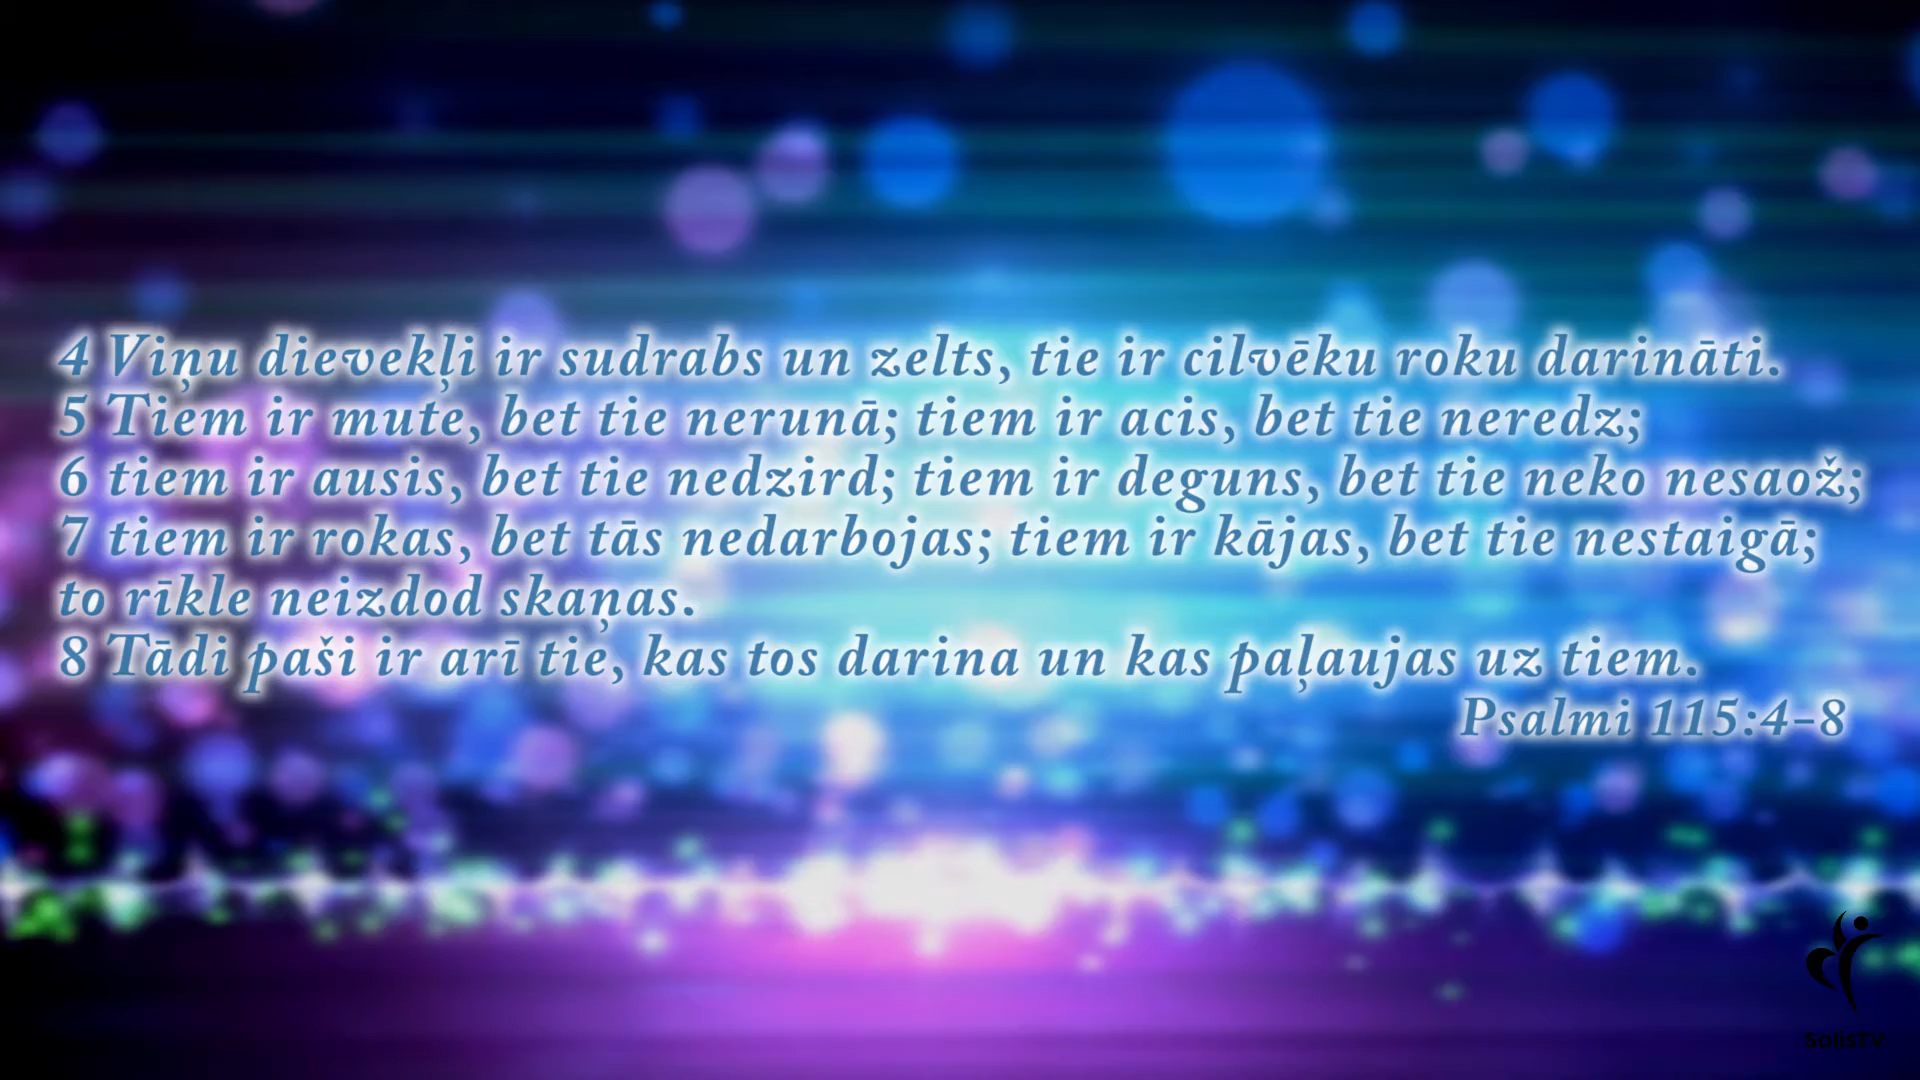 4 Viņu dievekļi ir sudrabs un zelts, tie ir cilvēku roku darināti.
5 Tiem ir mute, bet tie nerunā; tiem ir acis, bet tie neredz;
6 tiem ir ausis, bet tie nedzird; tiem ir deguns, bet tie neko nesaož;
7 tiem ir rokas, bet tās nedarbojas; tiem ir kājas, bet tie nestaigā;
to rīkle neizdod skaņas.
8 Tādi paši ir arī tie, kas tos darina un kas paļaujas uz tiem.
Psalmi 115:4-8
SolisTV